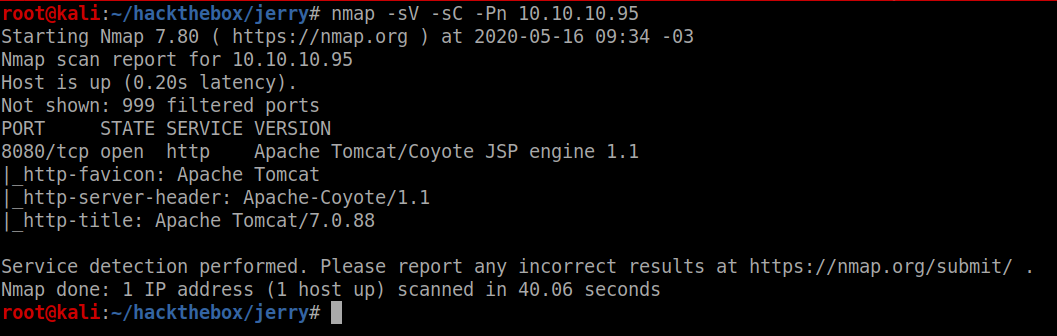 root@kali:~/hackthebox/jerry# nmap -sV -sC -Pn 10.10.10.95
Starting Nmap 7.80 ( https://nmap.org ) at 2020-05-16 09:34 -03
Nmap scan report for 10.10.10.95
Host is up (0.20s latency).
Not shown: 999 filtered ports
PORT     STATE SERVICE VERSION
8080/tcp open  http    Apache Tomcat/Coyote JSP engine 1.1
|_http-favicon: Apache Tomcat
|_http-server-header: Apache-Coyote/1.1
|_http-title: Apache Tomcat/7.0.88

Service detection performed. Please report any incorrect results at https://nmap.org/submit/ .
Nmap done: 1 IP address (1 host up) scanned in 40.06 seconds
root@kali:~/hackthebox/jerry#